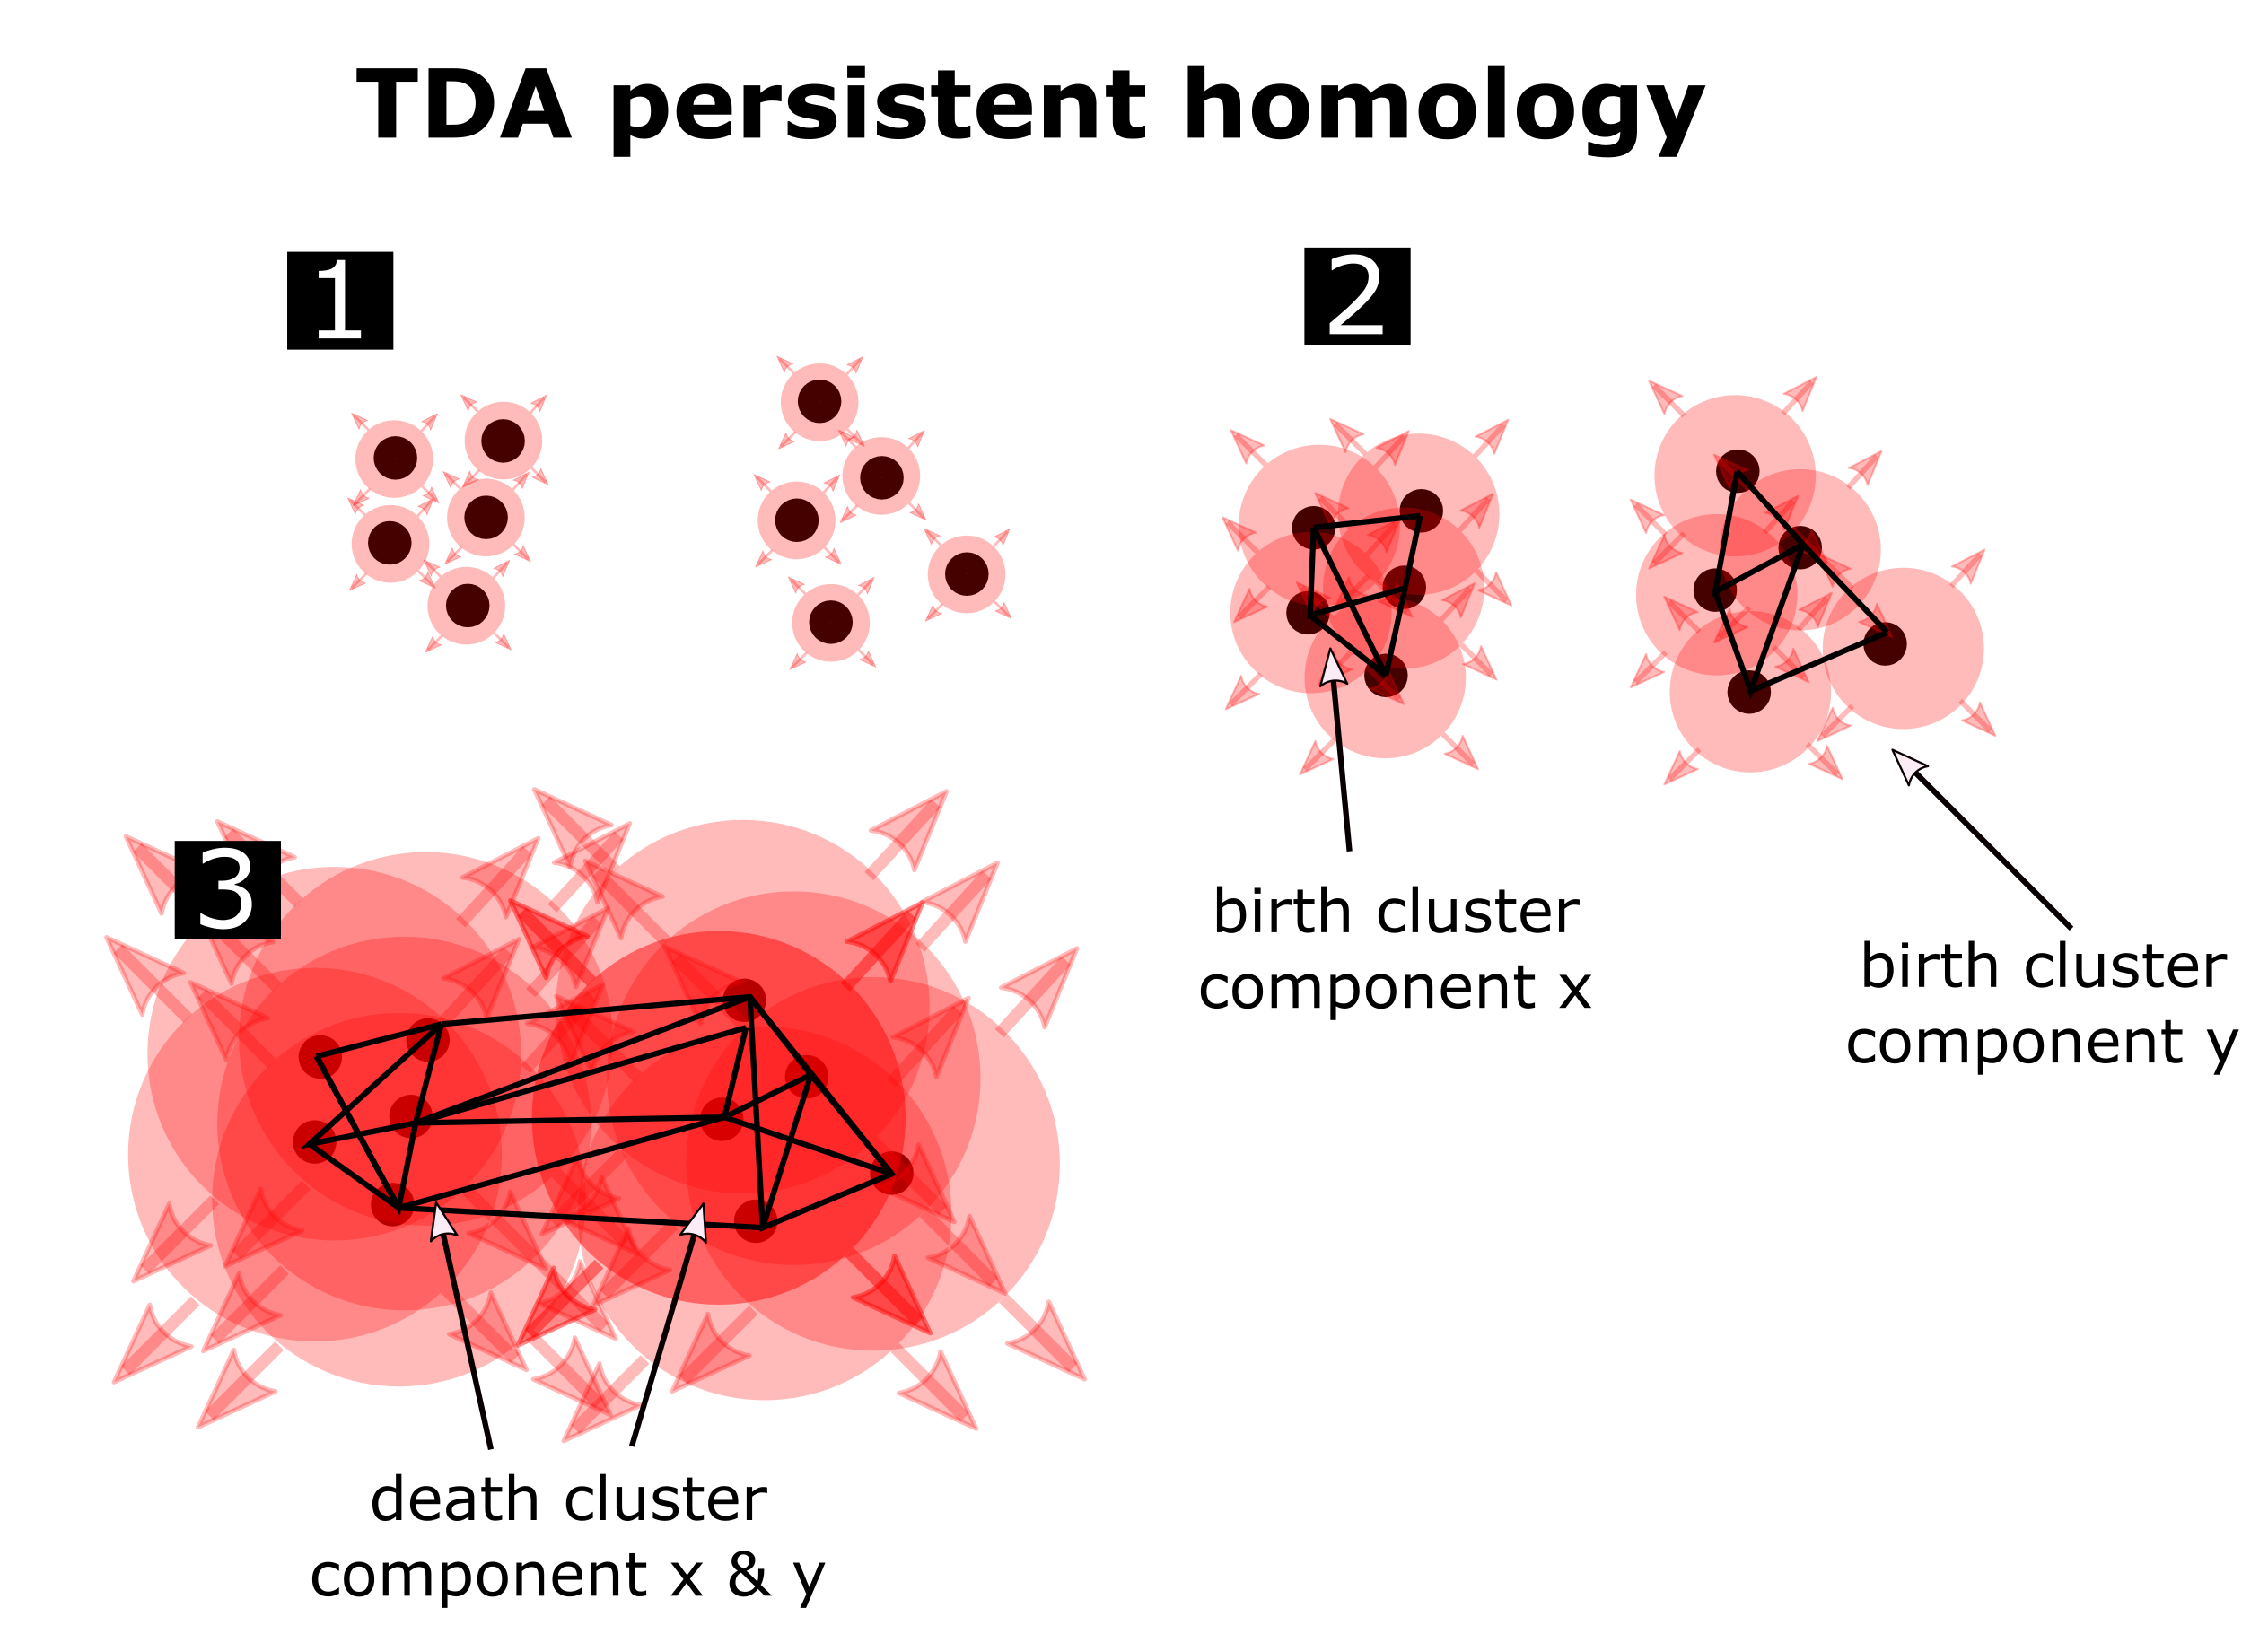 TDA persistent homology
1
2
3
birth cluster
component x
birth cluster
component y
death cluster
component x & y